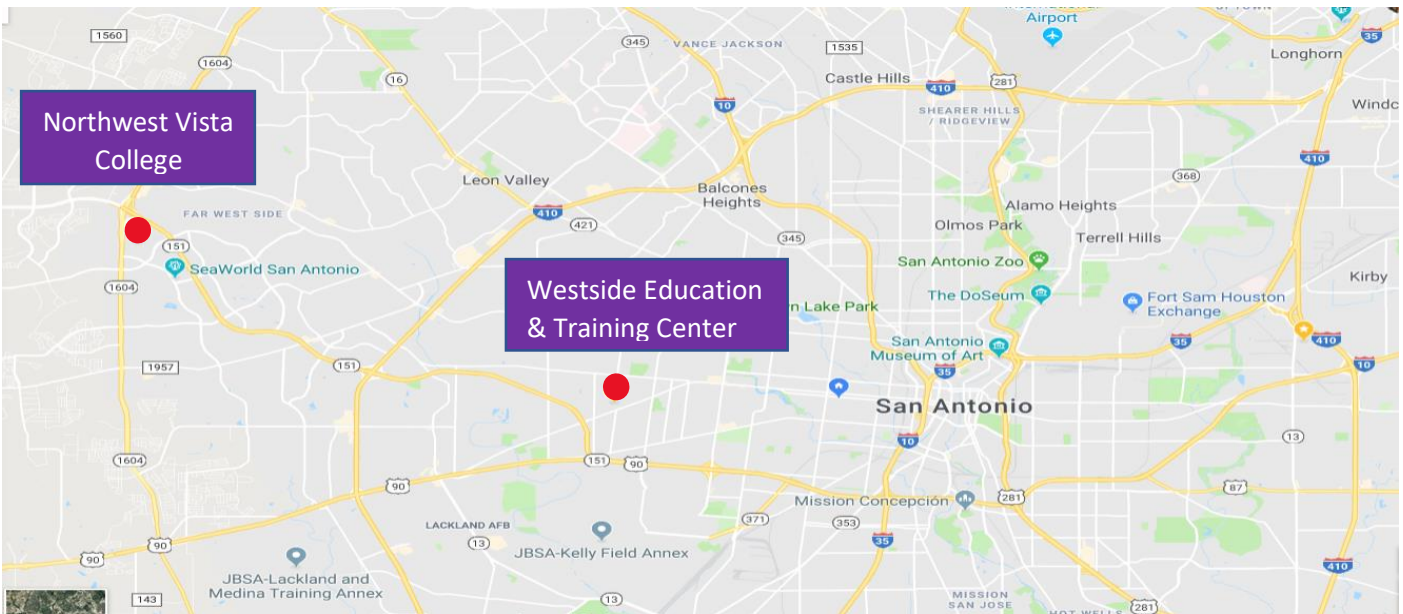 International
Airport
1560
1604
345
VANCE JACKSON
1535
35
Longhorn
16
Castle Hills
410
281
10
SHEARER HILLS
/ RIDGEVIEW
Northwest Vista
College
410
Leon Valley
Balcones
Heights
368
FAR WEST SIDE
410
421
Alamo Heights
Olmos Park
345
Terrell Hills
151
SeaWorld San Antonio
San Antonio Zoo
Kirby
1604
Westside Education
& Training Center
Lake Park
The DoSeum
Fort Sam Houston
Exchange
San Antonio
Museum of Art
35
410
1957
151
35
10
San Antonio
10
13
1604
151
90
90
87
Mission Concepción
281
LACKLAND AFB
371
353
13
JBSA-Kelly Field Annex
35
90
90
JBSA-Lackland and
Medina Training Annex
410
143
13
MISSION
SAN JOSE
HOT WELLS
281